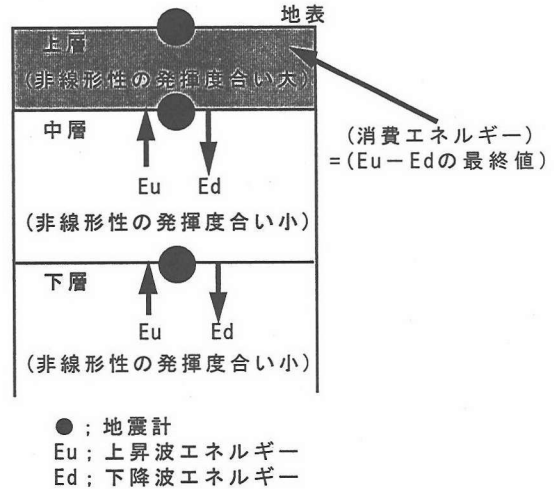 地表
上層
(非線形性の発揮度合い大)
中層
Eu Ed
(消費エネルギー)
=(Eu－Edの最終値)
(非線形性の発揮度合い小)
下層
Eu Ed
(非線形性の発揮度合い小)
●；地震計
Eu；上昇波エネルギー
Ed；下降波エネルギー